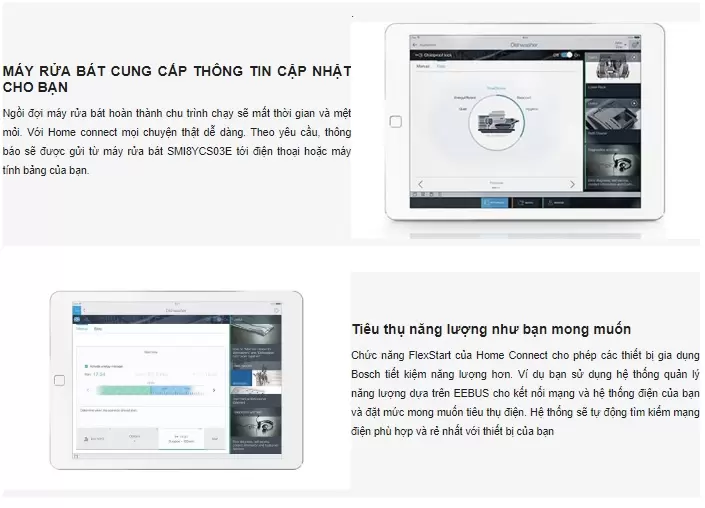 MÁY RỬA BÁT CUNG CẤP THÔNG TIN CẬP NHẬT
CHO BẠN
Ngồi đợi máy rửa bát hoàn thành chu trình chạy sẽ mất thời gian và mệt
mỏi. Với Home connect mọi chuyện thật dễ dàng. Theo yêu cầu, thông
báo sẽ được gửi từ máy rửa bát SMI8YCS03E tới điện thoại hoặc máy
tính bảng của bạn.
Dishwasher
Tiêu thụ năng lượng như bạn mong muốn
Chức năng FlexStart của Home Connect cho phép các thiết bị gia dụng
Bosch tiết kiệm năng lượng hơn. Ví dụ bạn sử dụng hệ thống quản lý
năng lượng dựa trên EEBUS cho kết nối mạng và hệ thống điện của bạn
và đặt mức mong muốn tiêu thụ điện. Hệ thống sẽ tự động tìm kiếm mạng
điện phù hợp và rẻ nhất với thiết bị của bạn